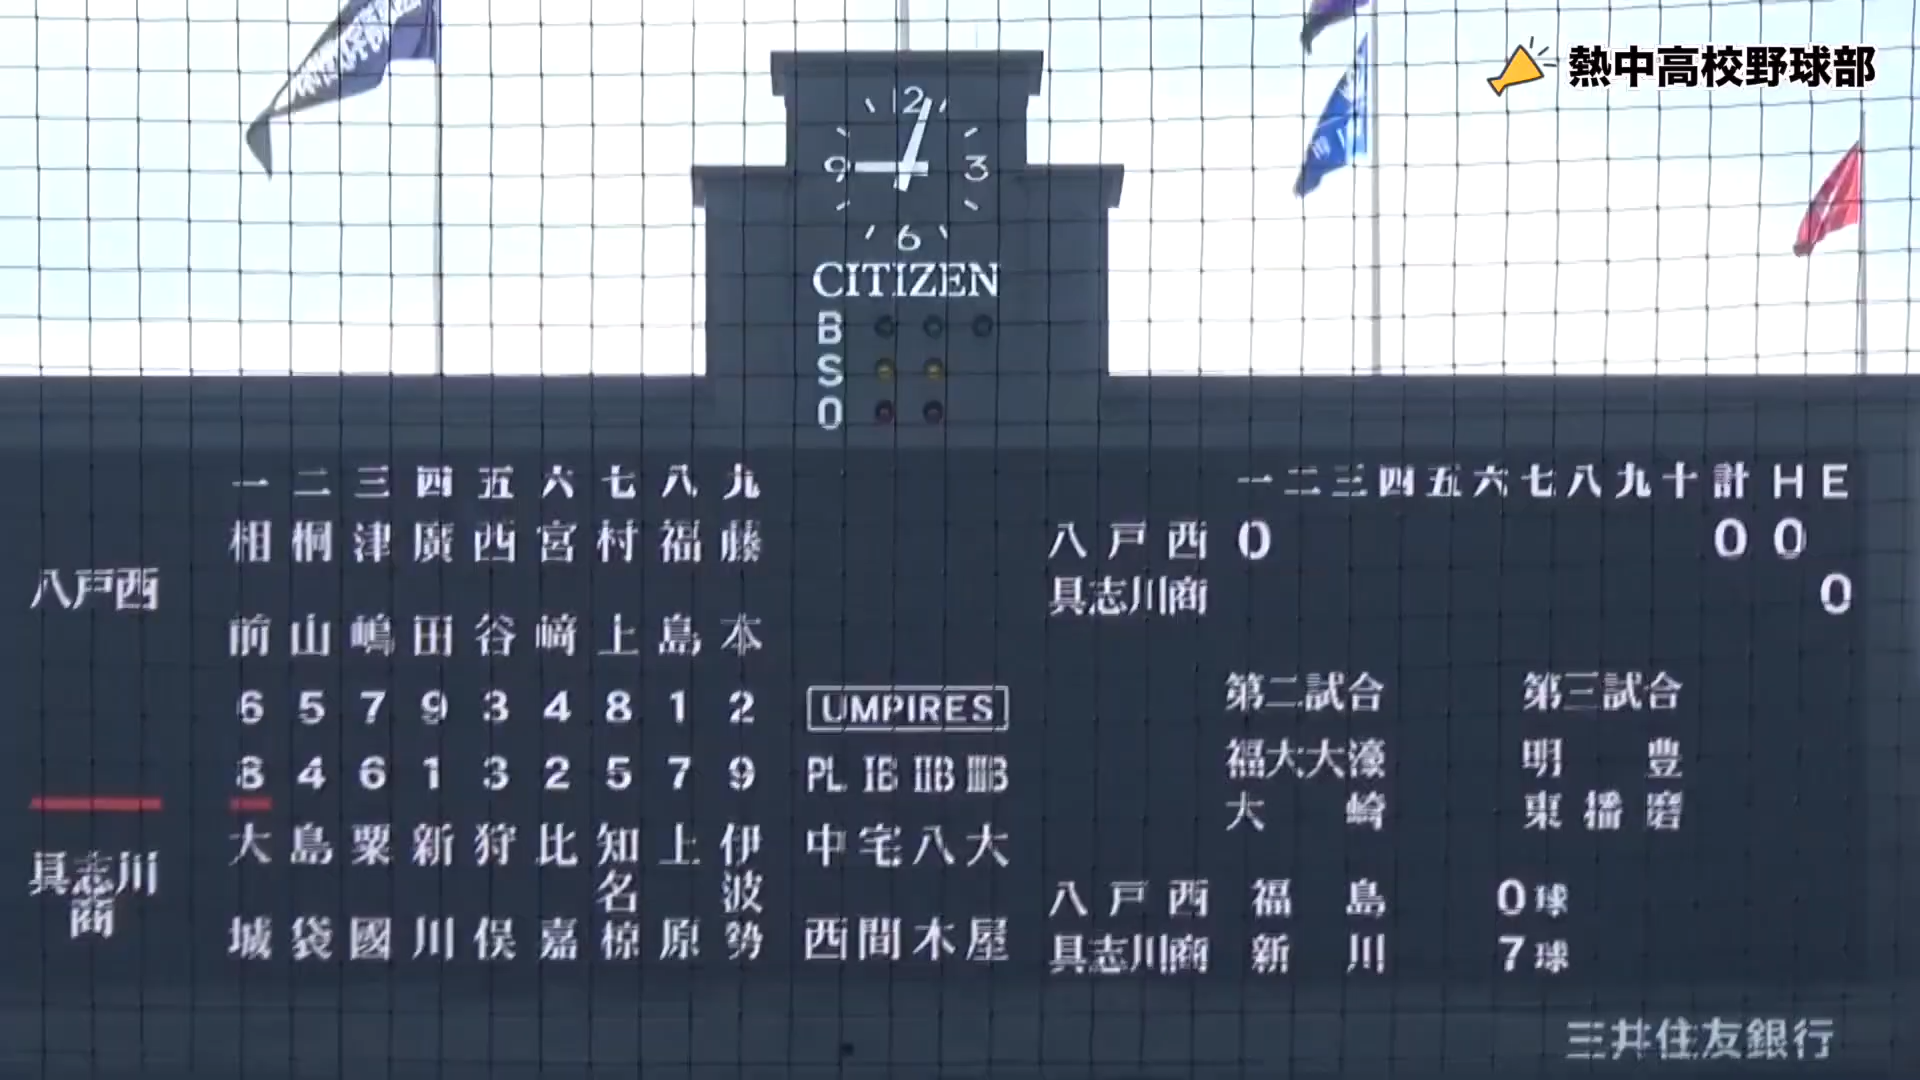 熱中高校野球部
12
9 3
6
CITIZEN
B
S
O
一 二 三 四 五 六 七 八 九
八戸西
相前 桐山 津嶋 廣田 西谷 宮﨑 村上 福島 藤本
6 5 7 9 3 4 8 1 2
8 4 6 1 3 2 5 7 9
具志川商
大城 島袋 粟國 新川 狩俣 比嘉 知名椋 上原 伊波勢
UMPIRES
PL IB IIB IIIB
中西 宅間 八木 大屋
一 二 三 四 五 六 七 八 九 十 計 H E
八戸西 0 0 0
具志川商 0
第二試合 第三試合
福大大濠 明豊
大崎 東播磨
八戸西 福島 0球
具志川商 新川 7球
三井住友銀行